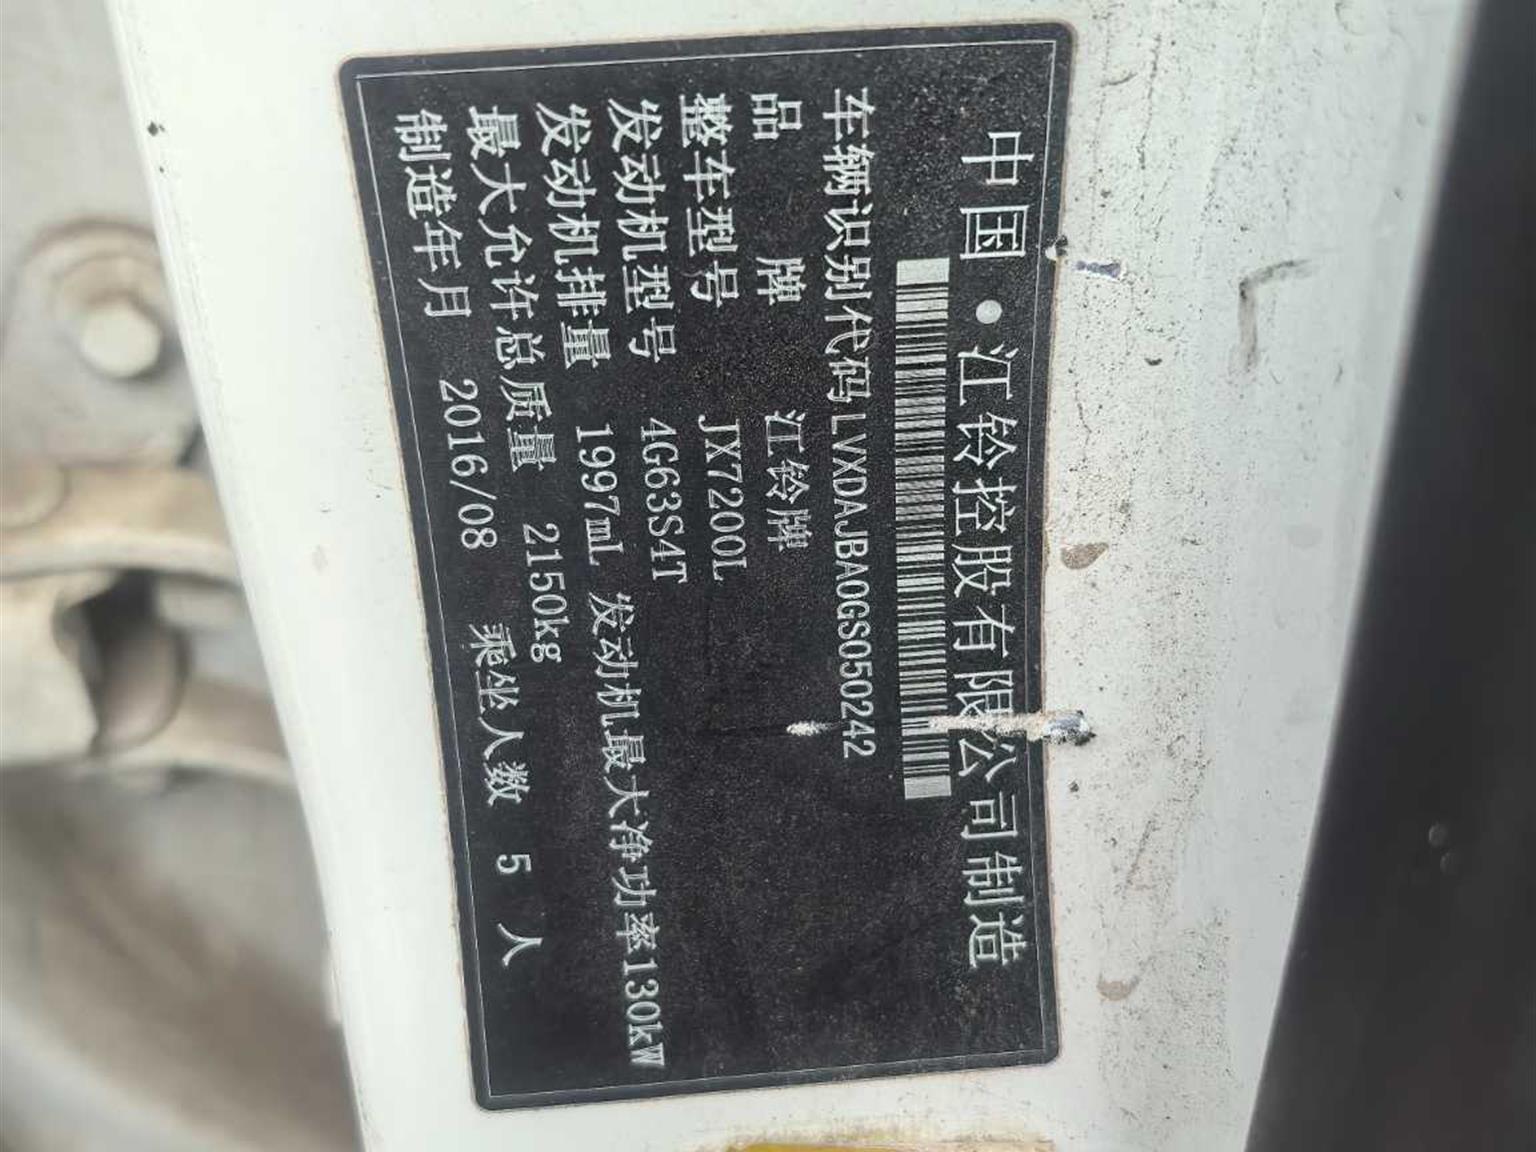 中国·江铃控股有限公司制造
车辆识别代码 LVXDAJBA0GS050242
品 牌 江铃牌
整车型号 JX7200L
发动机型号 4G63S4T
发动机排量 1997mL 发动机最大净功率130kW
最大允许总质量 2150kg 乘坐人数 5 人
制造年月 2016/08